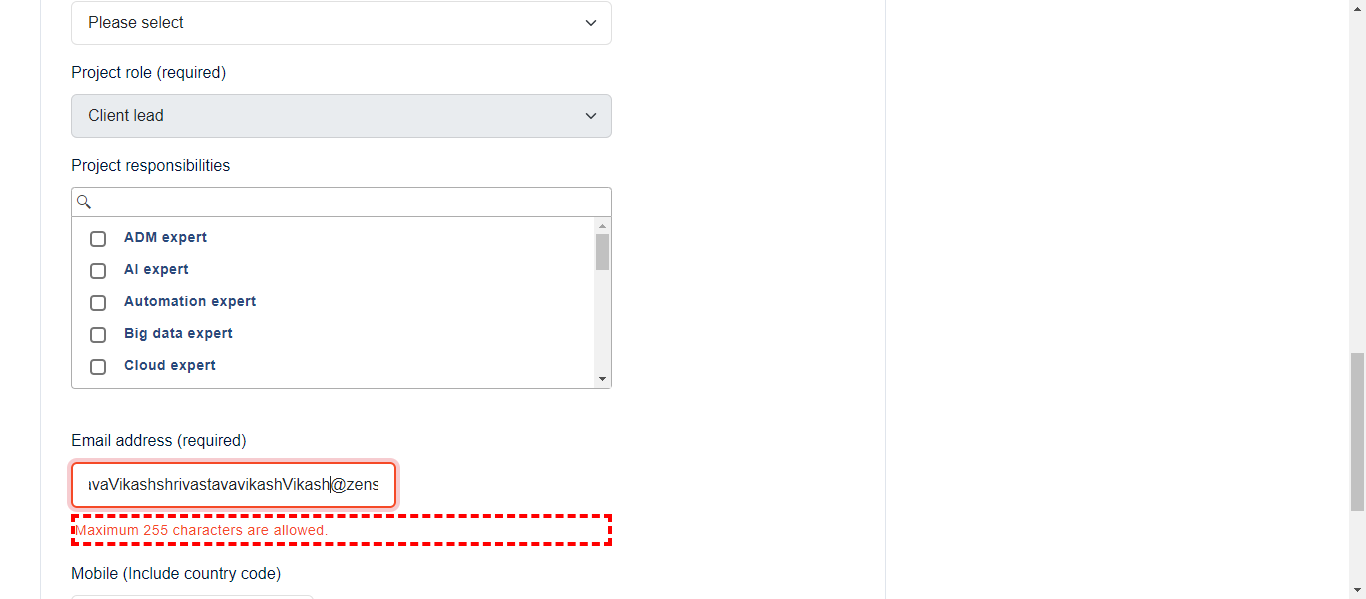 Please select
Project role (required)
Client lead
Project responsibilities
ADM expert
AI expert
Automation expert
Big data expert
Cloud expert
Email address (required)
avaVikashshrivastavavikashVikash@zens
Maximum 255 characters are allowed.
Mobile (Include country code)